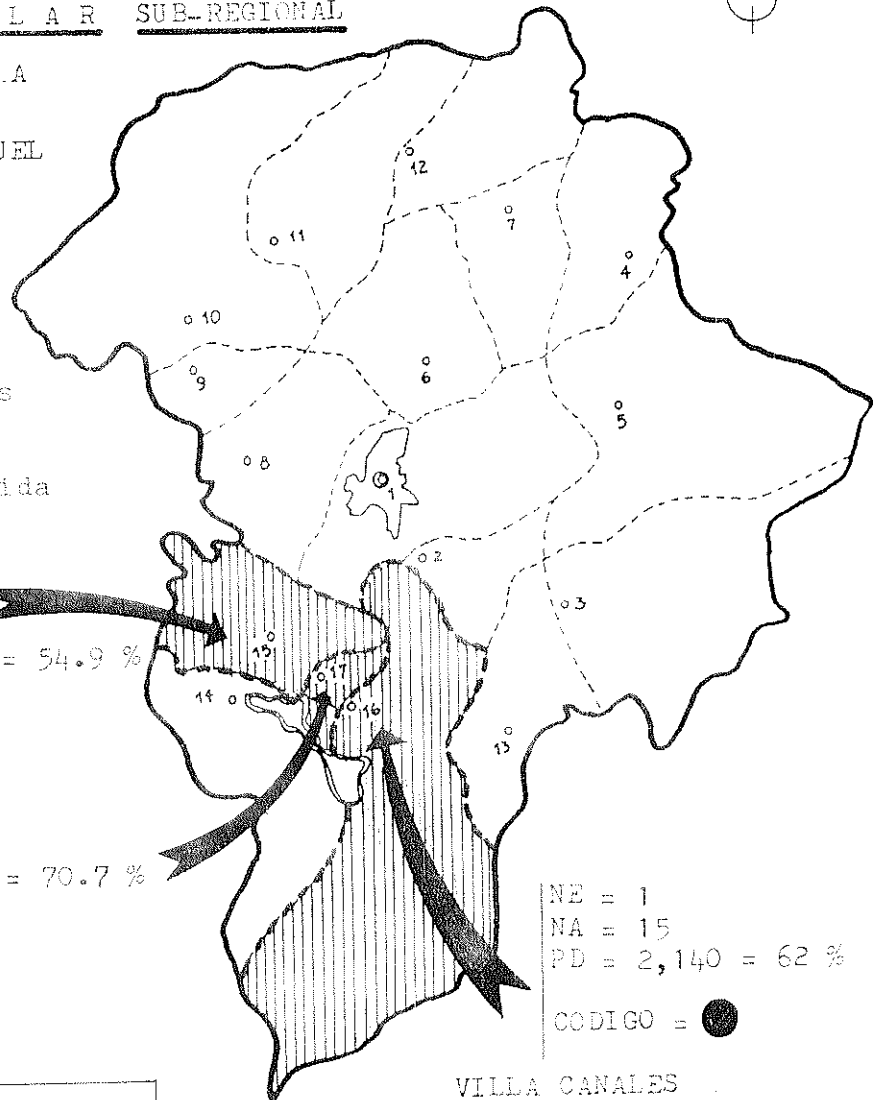 L A R SUB-REGIONAL
A
UEL
12
7
11
4
10
6
9
5
s
8
1
ida
2
3
= 54.9 %
15
17
14
16
13
= 70.7 %
NE = 1
NA = 15
PD = 2,140 = 62 %
CODIGO =
VILLA CANALES